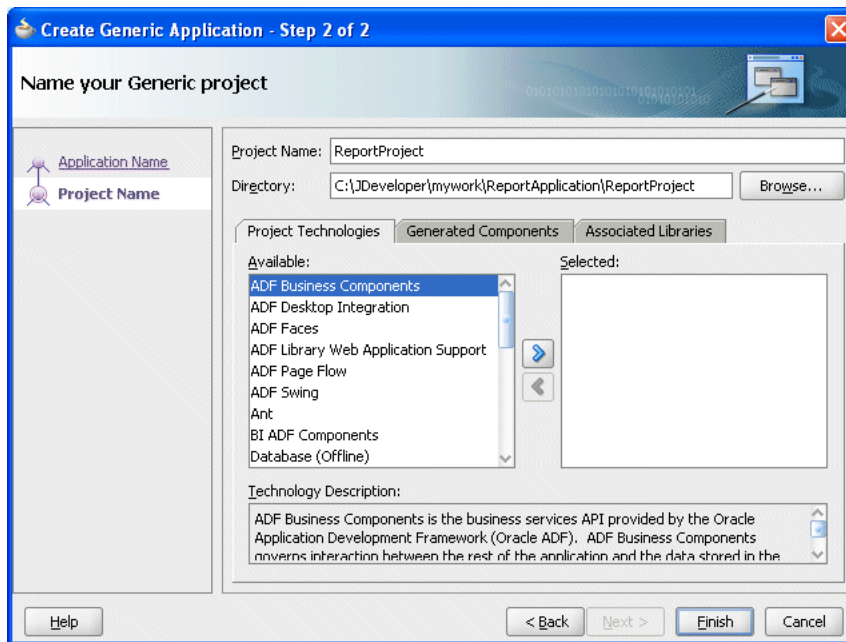 Create Generic Application - Step 2 of 2
Name your Generic project
Application Name
Project Name
Project Name: ReportProject
Directory: C:\JDeveloper\mywork\ReportApplication\ReportProject Browse...
Project Technologies Generated Components Associated Libraries
Available: Selected:
ADF Business Components
ADF Desktop Integration
ADF Faces
ADF Library Web Application Support
ADF Page Flow
ADF Swing
Ant
BI ADF Components
Database (Offline)
Technology Description:
ADF Business Components is the business services API provided by the Oracle
Application Development Framework (Oracle ADF). ADF Business Components
governs interaction between the rest of the application and the data stored in the
Help < Back Next > Finish Cancel